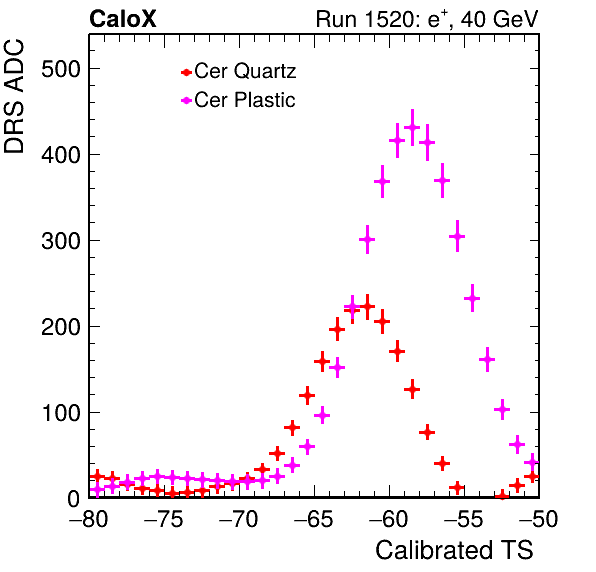 CaloX
Run 1520: e⁺, 40 GeV
DRS ADC
500
400
300
200
100
0
Cer Quartz
Cer Plastic
−80 −75 −70 −65 −60 −55 −50
Calibrated TS